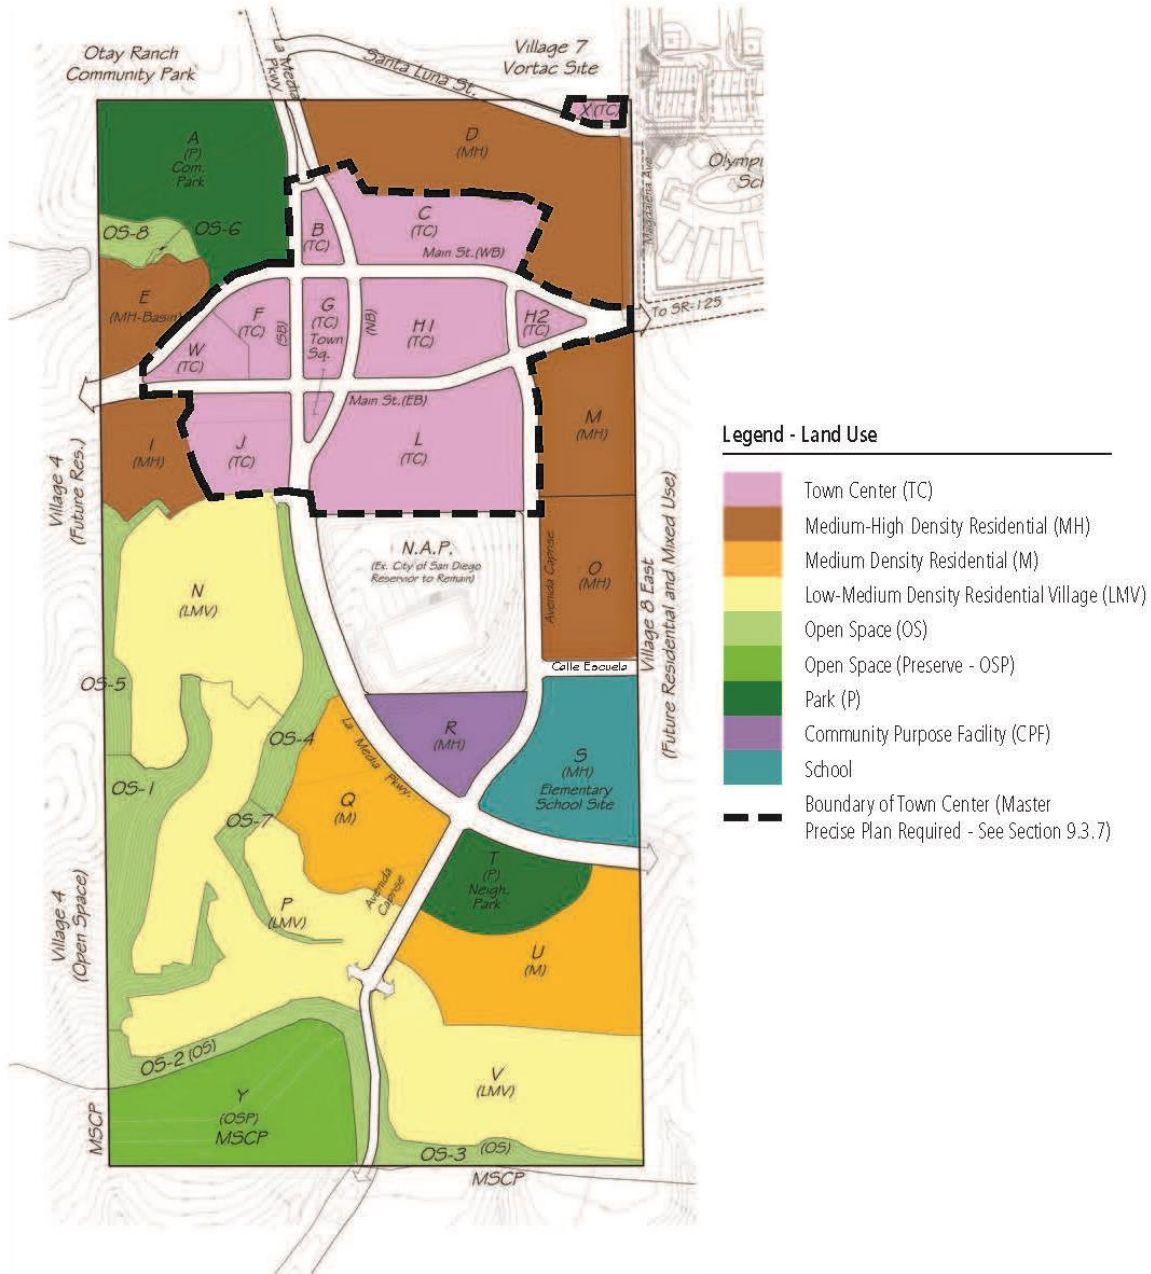 Otay Ranch
Community Park
La Media
Pkwy
Santa Luna St.
Village 7
Vortac Site
X (TC)
A
(P)
Com.
Park
D
(MH)
Magdalena Ave
OS-8
OS-6
B
(TC)
C
(TC)
Main St.(WB)
To SR-125
E
(MH-Basin)
F
(TC)
(SB)
G
(TC)
Town
Sq.
(NB)
H1
(TC)
H2
(TC)
W
(TC)
Main St.(EB)
I
(MH)
J
(TC)
L
(TC)
M
(MH)
Village 4
(Future Res.)
N.A.P.
(Ex. City of San Diego
Reservior to Remain)
Avenida Caprise
O
(MH)
Village 8 East
(Future Residential and Mixed Use)
N
(LMV)
Calle Escuela
OS-5
OS-4
La Media Pkwy.
R
(MH)
S
(MH)
Elementary
School Site
OS-1
OS-7
Q
(M)
T
(P)
Neigh.
Park
Avenida
Caprise
P
(LMV)
Village 4
(Open Space)
U
(M)
OS-2 (OS)
V
(LMV)
Y
(OSP)
MSCP
MSCP
OS-3 (OS)
MSCP
Legend - Land Use
Town Center (TC)
Medium-High Density Residential (MH)
Medium Density Residential (M)
Low-Medium Density Residential Village (LMV)
Open Space (OS)
Open Space (Preserve - OSP)
Park (P)
Community Purpose Facility (CPF)
School
Boundary of Town Center (Master
Precise Plan Required - See Section 9.3.7)